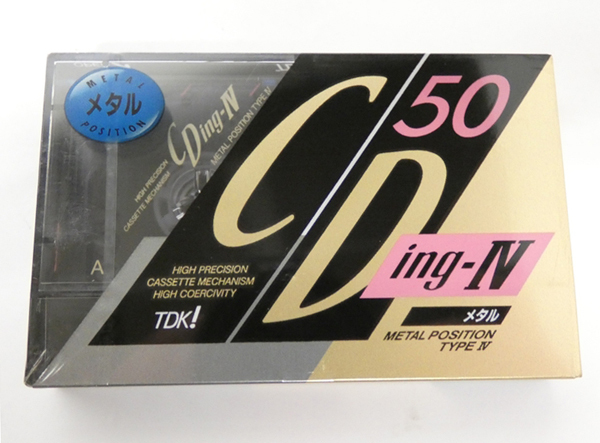 METAL
メタル
POSITION
CDing-IV
METAL POSITION TYPE IV
HIGH PRECISION
CASSETTE MECHANISM
A
50
CD
ing-IV
HIGH PRECISION
CASSETTE MECHANISM
HIGH COERCIVITY
TDK!
メタル
METAL POSITION
TYPE IV